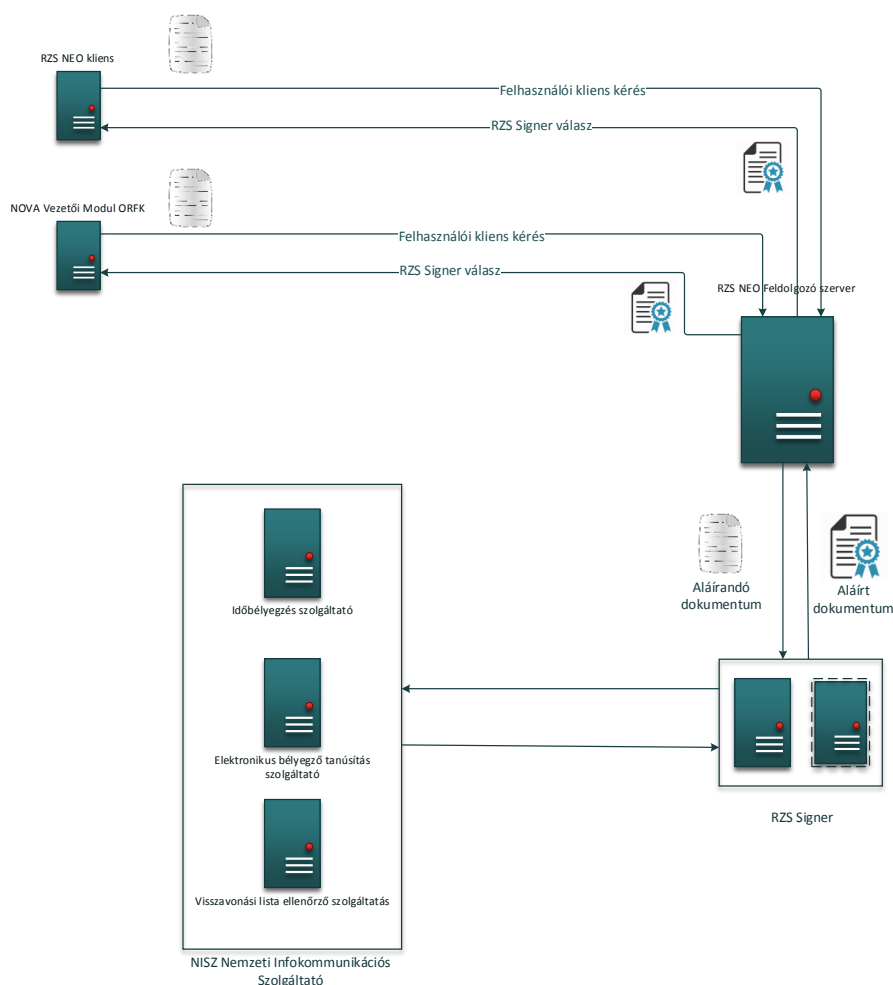 RZS NEO kliens
Felhasználói kliens kérés
RZS Signer válasz
NOVA Vezetői Modul ORFK
Felhasználói kliens kérés
RZS Signer válasz
RZS NEO Feldolgozó szerver
Aláírandó
dokumentum
Aláírt
dokumentum
Időbélyegzés szolgáltató
Elektronikus bélyegző tanúsítás
szolgáltató
Visszavonási lista ellenőrző szolgáltatás
RZS Signer
NISZ Nemzeti Infokommunikációs
Szolgáltató